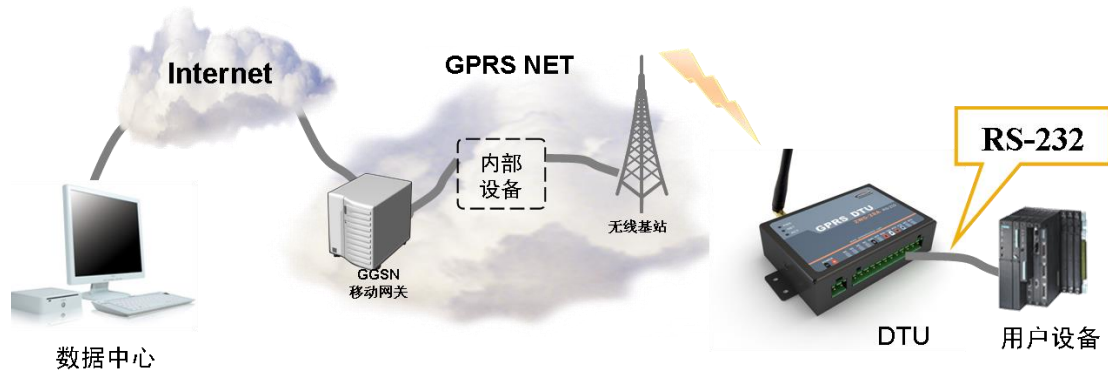 Internet
GPRS NET
内部
设备
RS-232
无线基站
GPRS DTU
GGSN
移动网关
DTU
用户设备
数据中心